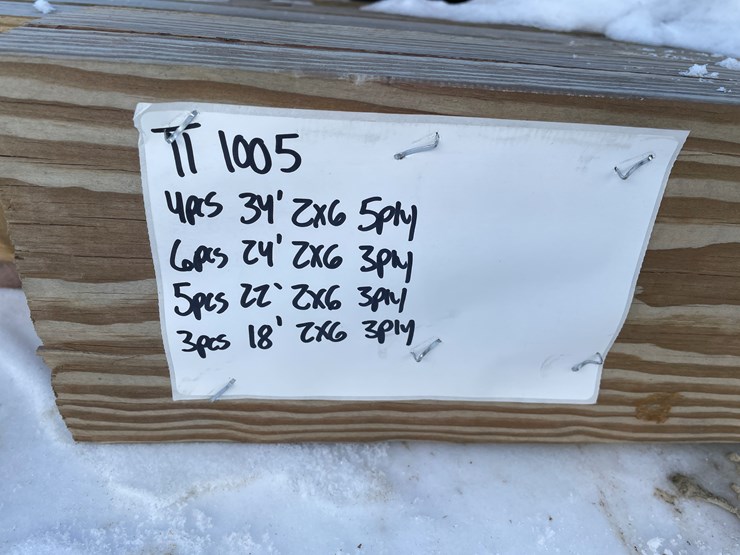 TT 1005
4pcs 34' 2x6 5ply
6pcs 24' 2x6 3ply
5pcs 22' 2x6 3ply
3pcs 18' 2x6 3ply